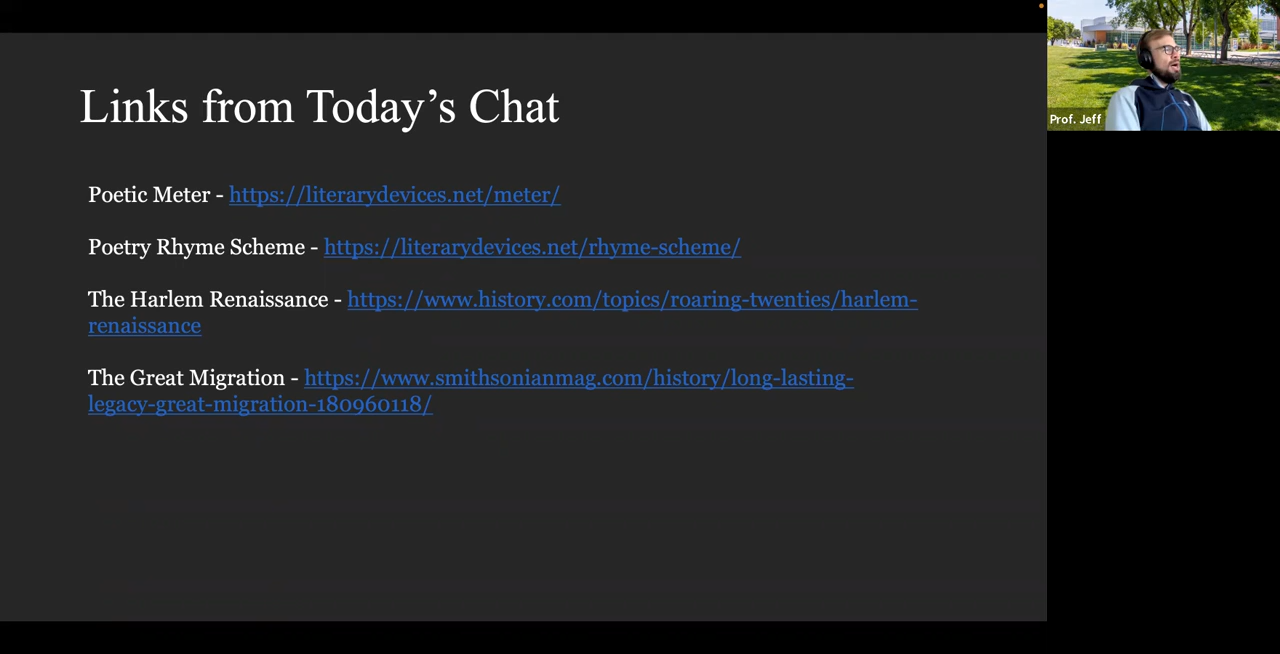 Links from Today’s Chat
Poetic Meter - https://literarydevices.net/meter/
Poetry Rhyme Scheme - https://literarydevices.net/rhyme-scheme/
The Harlem Renaissance - https://www.history.com/topics/roaring-twenties/harlem-
renaissance
The Great Migration - https://www.smithsonianmag.com/history/long-lasting-
legacy-great-migration-180960118/
Prof. Jeff